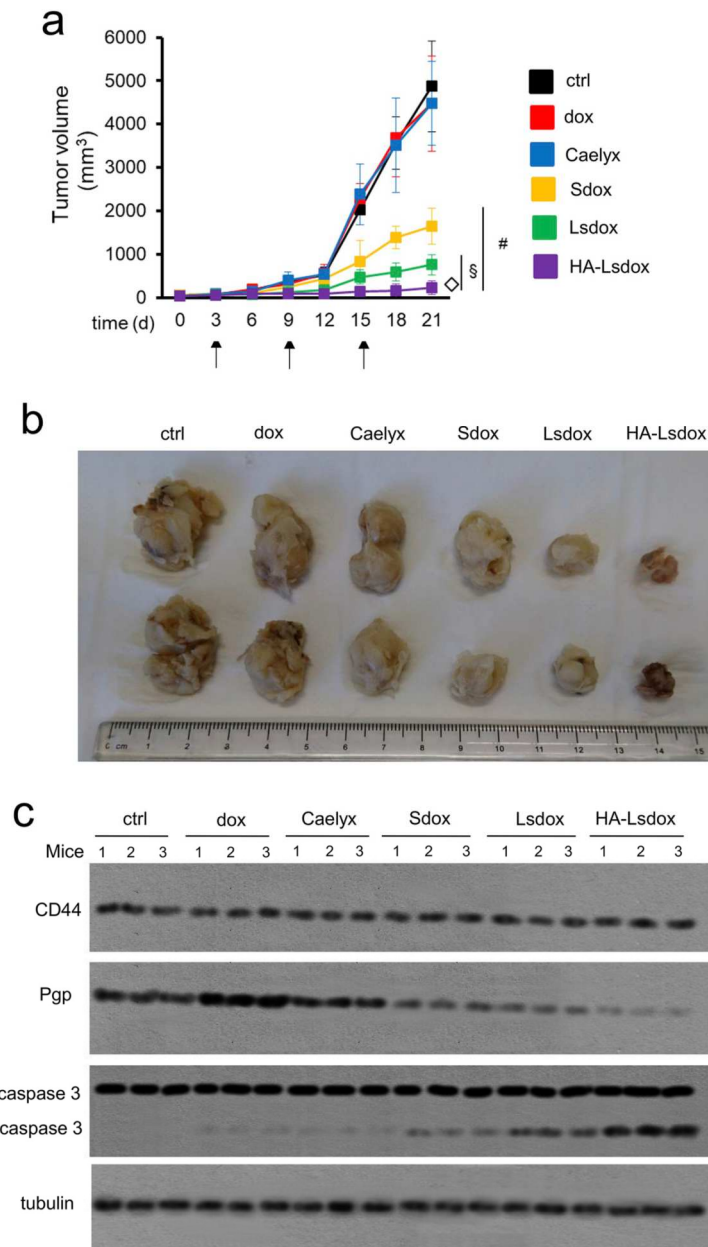 a
6000
5000
4000
3000
2000
1000
0
Tumor volume
(mm³)
time (d) 0 3 6 9 12 15 18 21
ctrl
dox
Caelyx
Sdox
Lsdox
HA-Lsdox
§
#
b
ctrl dox Caelyx Sdox Lsdox HA-Lsdox
0 cm 1 2 3 4 5 6 7 8 9 10 11 12 13 14 15
c
ctrl dox Caelyx Sdox Lsdox HA-Lsdox
Mice 1 2 3 1 2 3 1 2 3 1 2 3 1 2 3 1 2 3
CD44
Pgp
caspase 3
caspase 3
tubulin